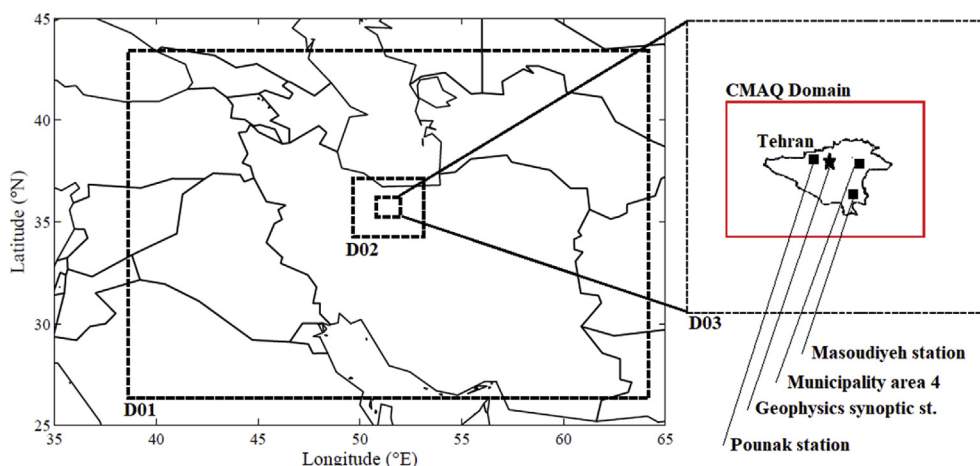 45
40
35
30
25
Latitude (°N)
35
40
45
50
55
60
65
Longitude (°E)
D01
D02
D03
CMAQ Domain
Tehran
Masoudiyeh station
Municipality area 4
Geophysics synoptic st.
Pounak station